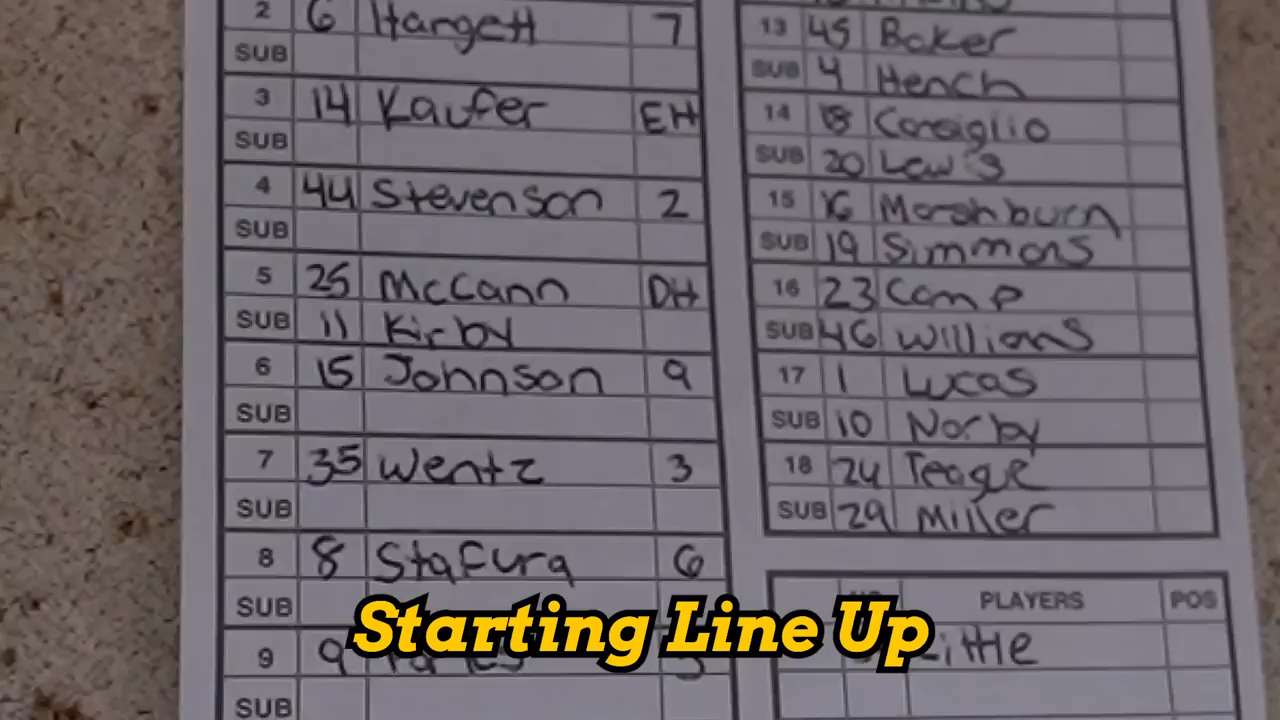 2 6 Hargett 7
SUB
3 14 Kaufer EH
SUB
4 44 Stevenson 2
SUB
5 25 McCann DH
SUB 11 Kirby
6 15 Johnson 9
SUB
7 35 Wentz 3
SUB
8 8 Stafura 6
SUB
9 9
SUB
13 45 Baker
SUB 4 Hench
14 18 Consiglio
SUB 20 Lewis
15 16 Marshburn
SUB 19 Simmons
16 23 Camp
SUB 46 Willians
17 1 Lucas
SUB 10 Norby
18 24 Teague
SUB 29 Miller
PLAYERS POS
Little
Starting Line Up